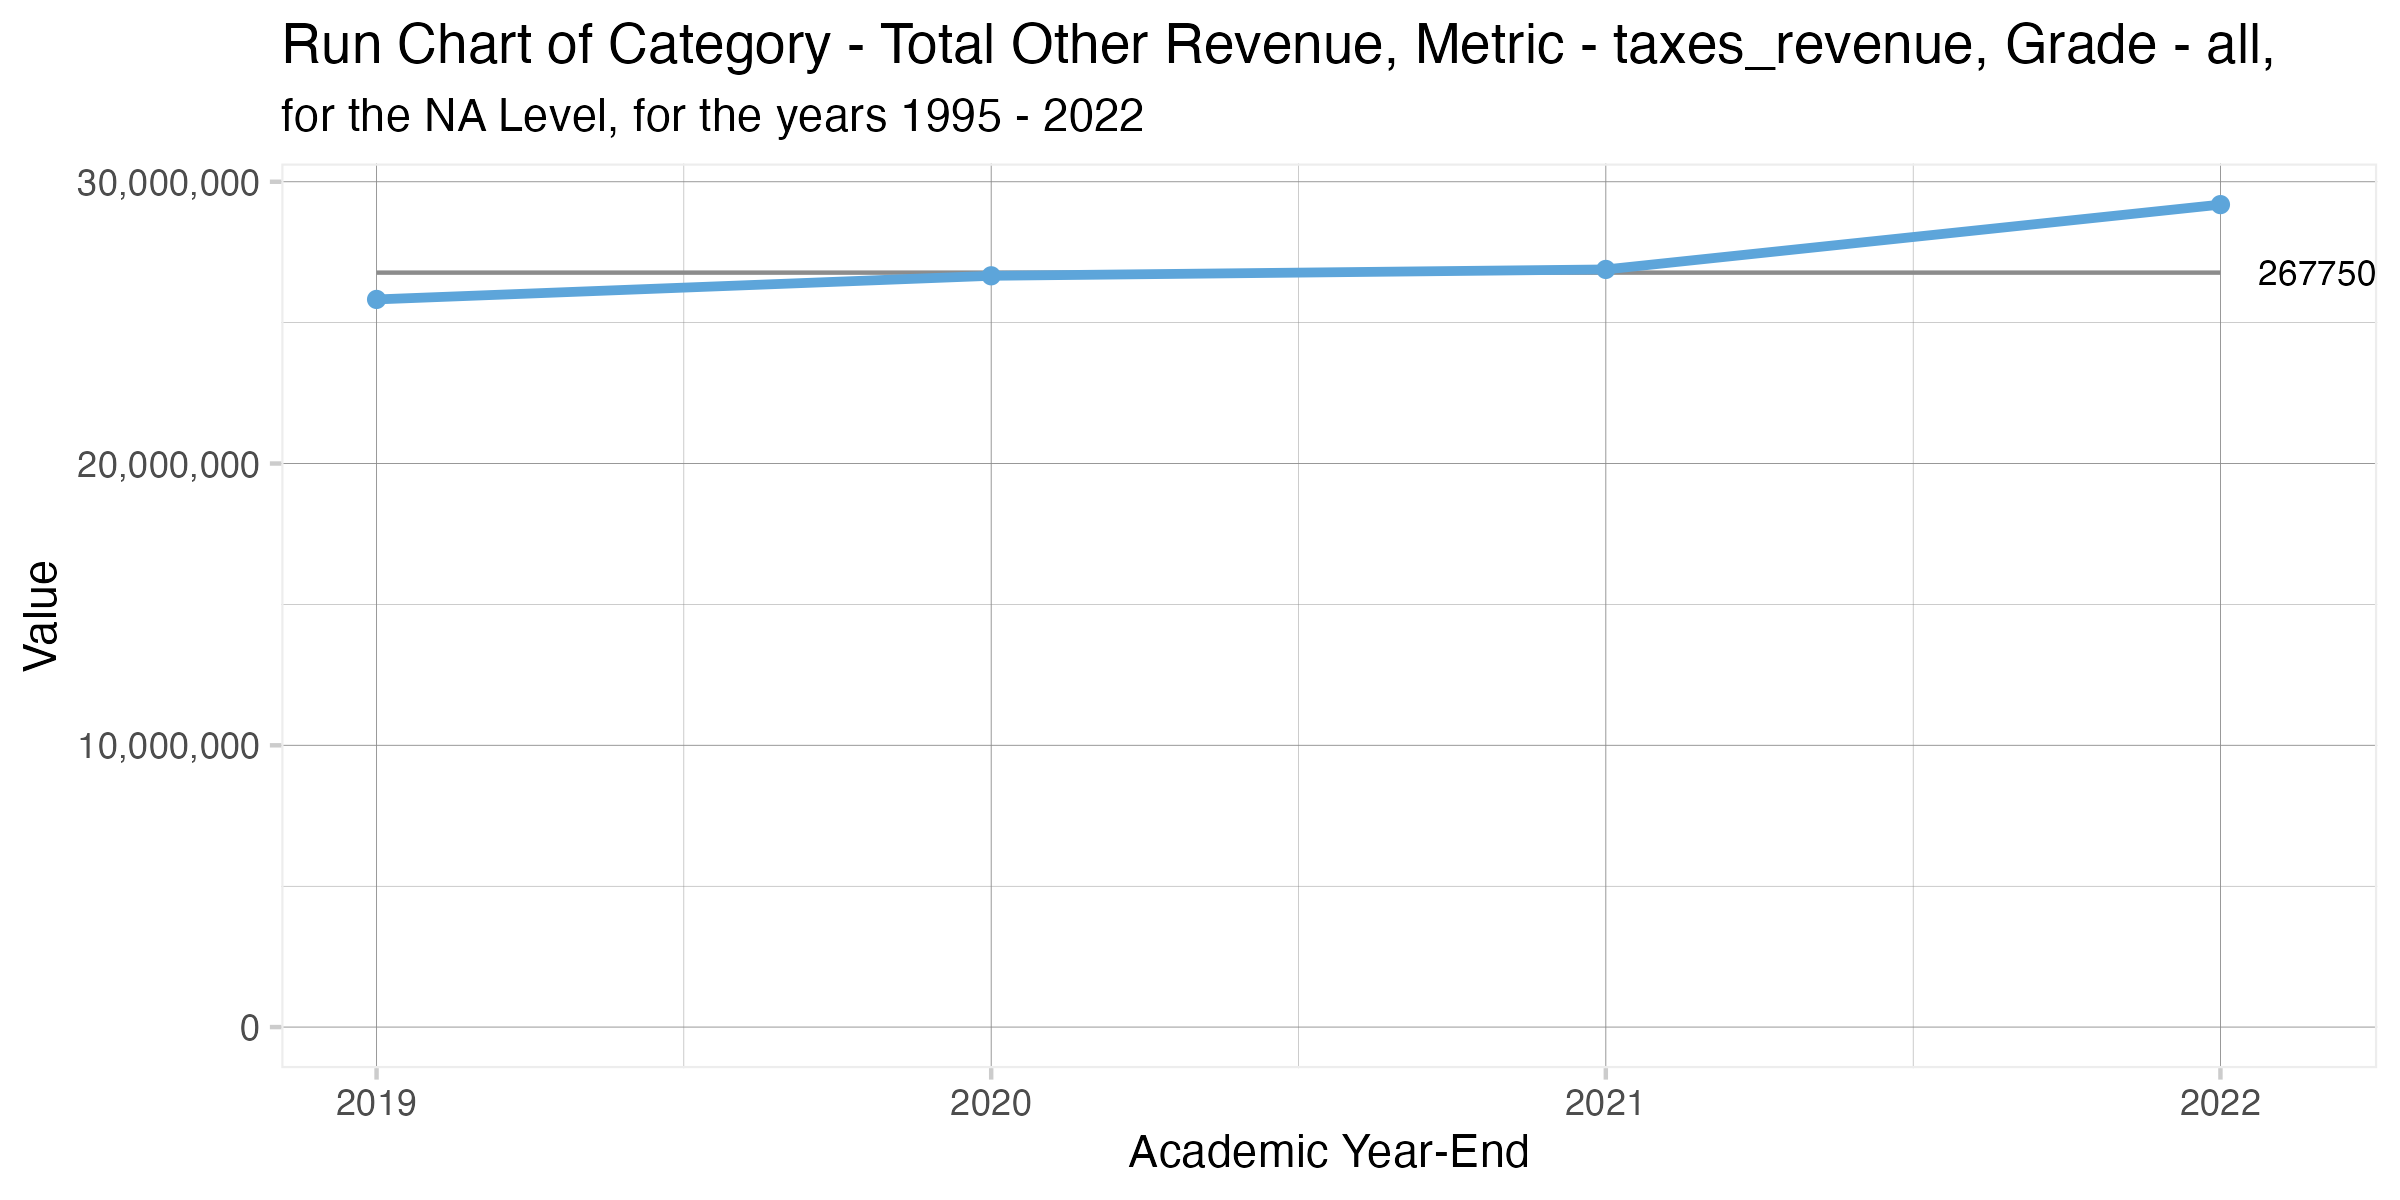 Run Chart of Category - Total Other Revenue, Metric - taxes_revenue, Grade - all,
for the NA Level, for the years 1995 - 2022
30,000,000
267750
20,000,000
Value
10,000,000
0
2019 2020 2021 2022
Academic Year-End